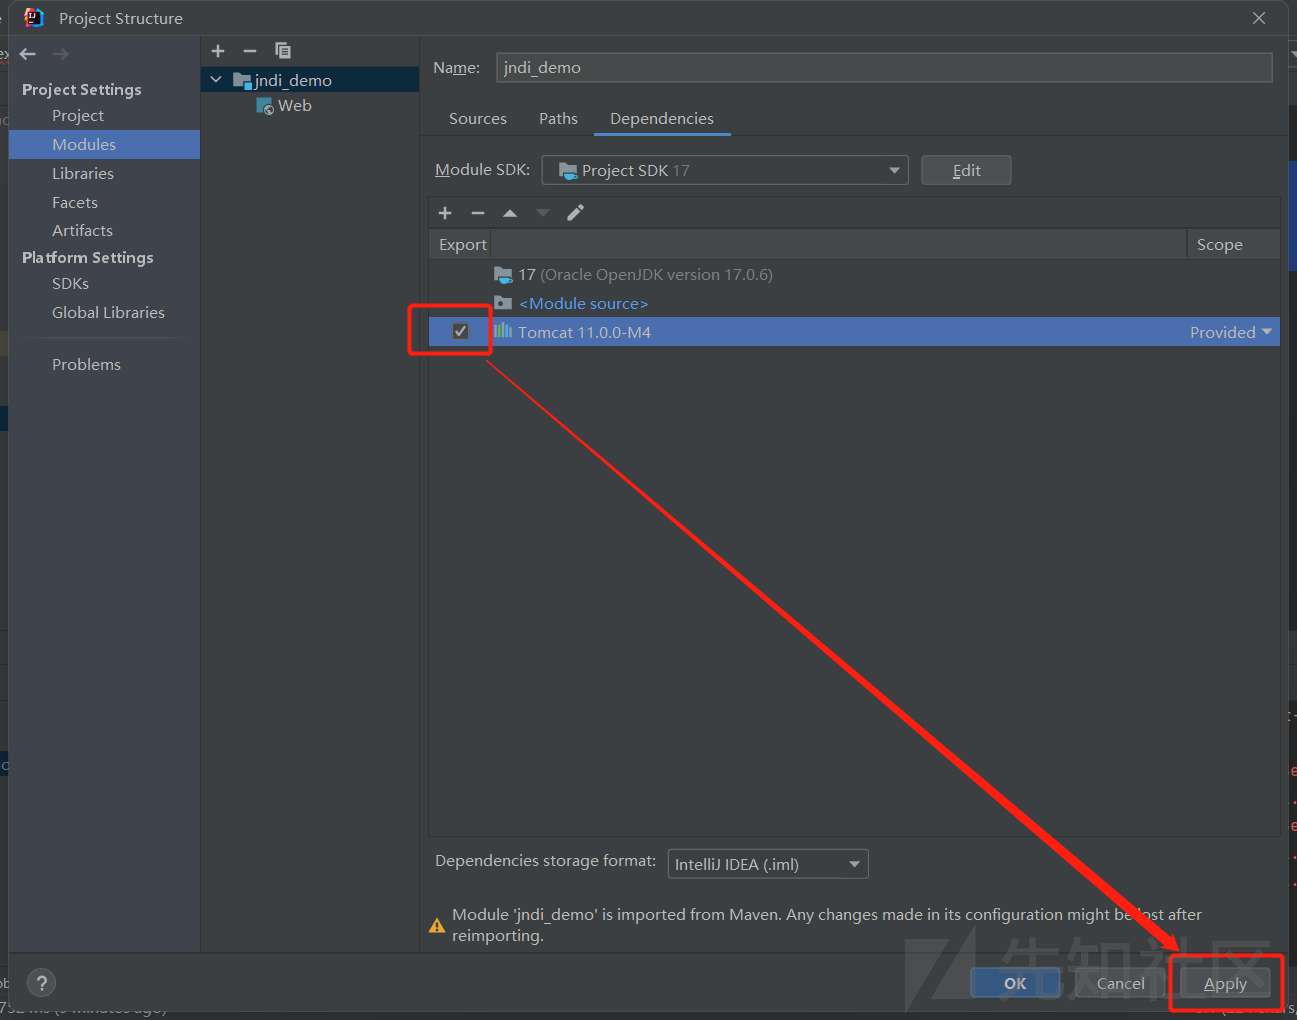 Project Structure
Project Settings
Project
Modules
Libraries
Facets
Artifacts
Platform Settings
SDKs
Global Libraries
Problems
jndi_demo
Web
Name: jndi_demo
Sources Paths Dependencies
Module SDK: Project SDK 17 Edit
Export Scope
17 (Oracle OpenJDK version 17.0.6)
<Module source>
Tomcat 11.0.0-M4 Provided
Dependencies storage format: IntelliJ IDEA (.iml)
Module 'jndi_demo' is imported from Maven. Any changes made in its configuration might be lost after
reimporting.
先知社区
? OK Cancel Apply